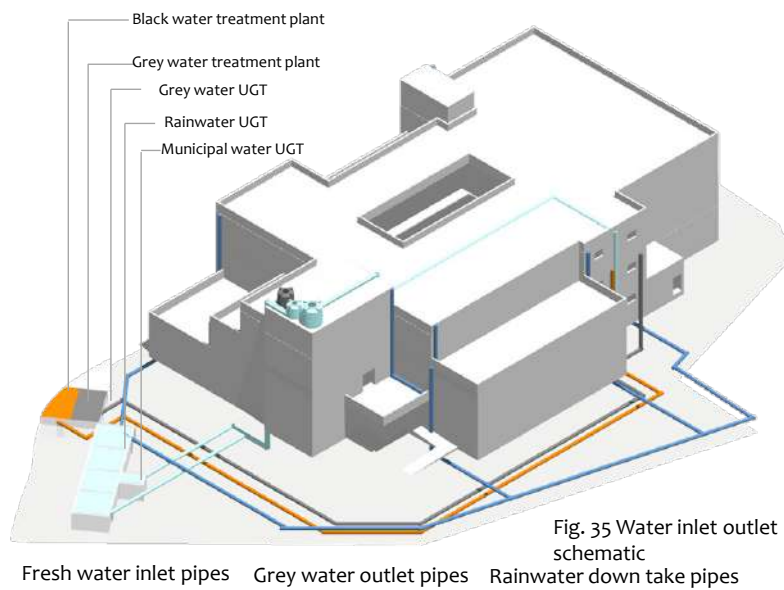 Black water treatment plant
Grey water treatment plant
Grey water UGT
Rainwater UGT
Municipal water UGT
Fig. 35 Water inlet outlet
schematic
Fresh water inlet pipes Grey water outlet pipes Rainwater down take pipes